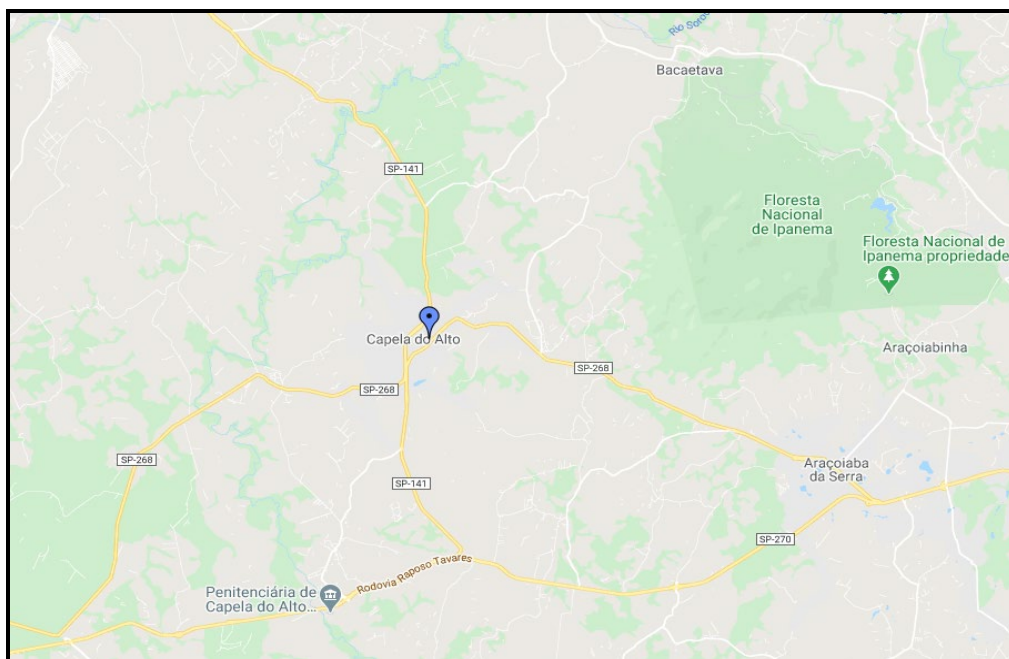 Rio Soro
Bacaetava
SP-141
Floresta
Nacional
de Ipanema
Floresta Nacional de
Ipanema propriedade
Capela do Alto
Araçoiabinha
SP-268
SP-268
SP-268
Araçoiaba
da Serra
SP-141
SP-270
Rodovia Raposo Tavares
Penitenciária de
Capela do Alto...